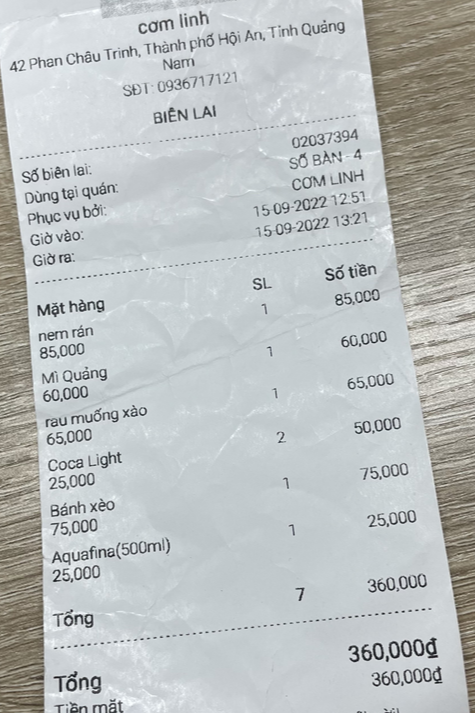 cơm linh
42 Phan Châu Trinh, Thành phố Hội An, Tỉnh Quảng
Nam
SĐT: 0936717121
BIÊN LAI
Số biên lai: 02037394
Dùng tại quán: SỐ BÀN - 4
Phục vụ bởi: CƠM LINH
Giờ vào: 15-09-2022 12:51
Giờ ra: 15-09-2022 13:21
Mặt hàng SL Số tiền
nem rán 1 85,000
85,000
Mì Quảng 1 60,000
60,000
rau muống xào 1 65,000
65,000
Coca Light 2 50,000
25,000
Bánh xèo 1 75,000
75,000
Aquafina(500ml) 1 25,000
25,000
Tổng 7 360,000
Tổng 360,000₫
Tiền mặt 360,000₫